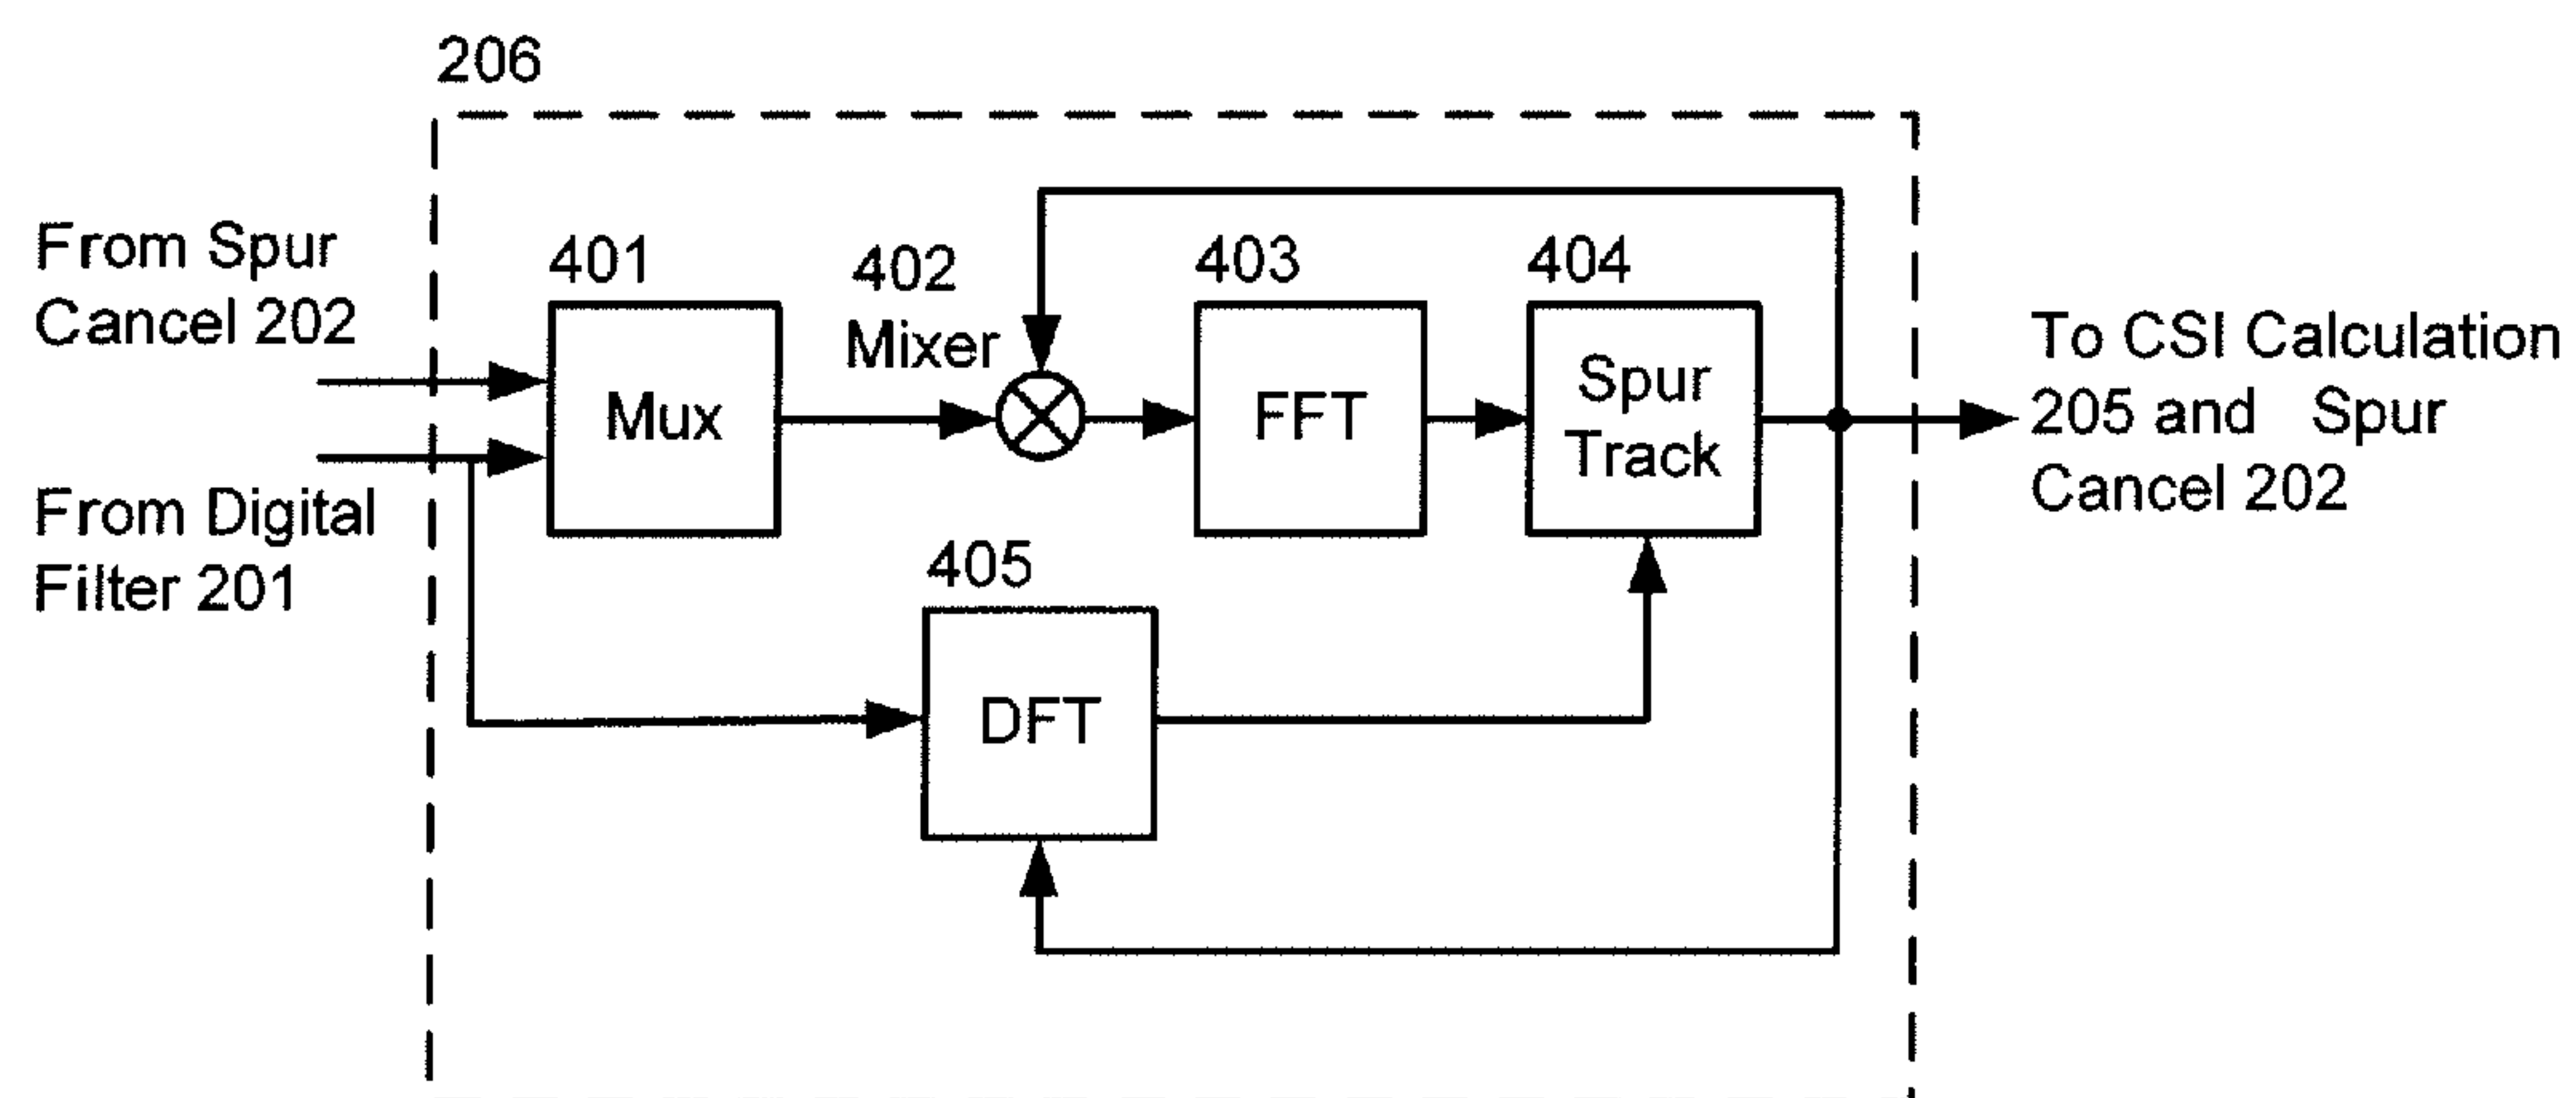 206
From Spur
Cancel 202
From Digital
Filter 201
401
Mux
402
Mixer
403
FFT
404
Spur
Track
405
DFT
To CSI Calculation
205 and Spur
Cancel 202